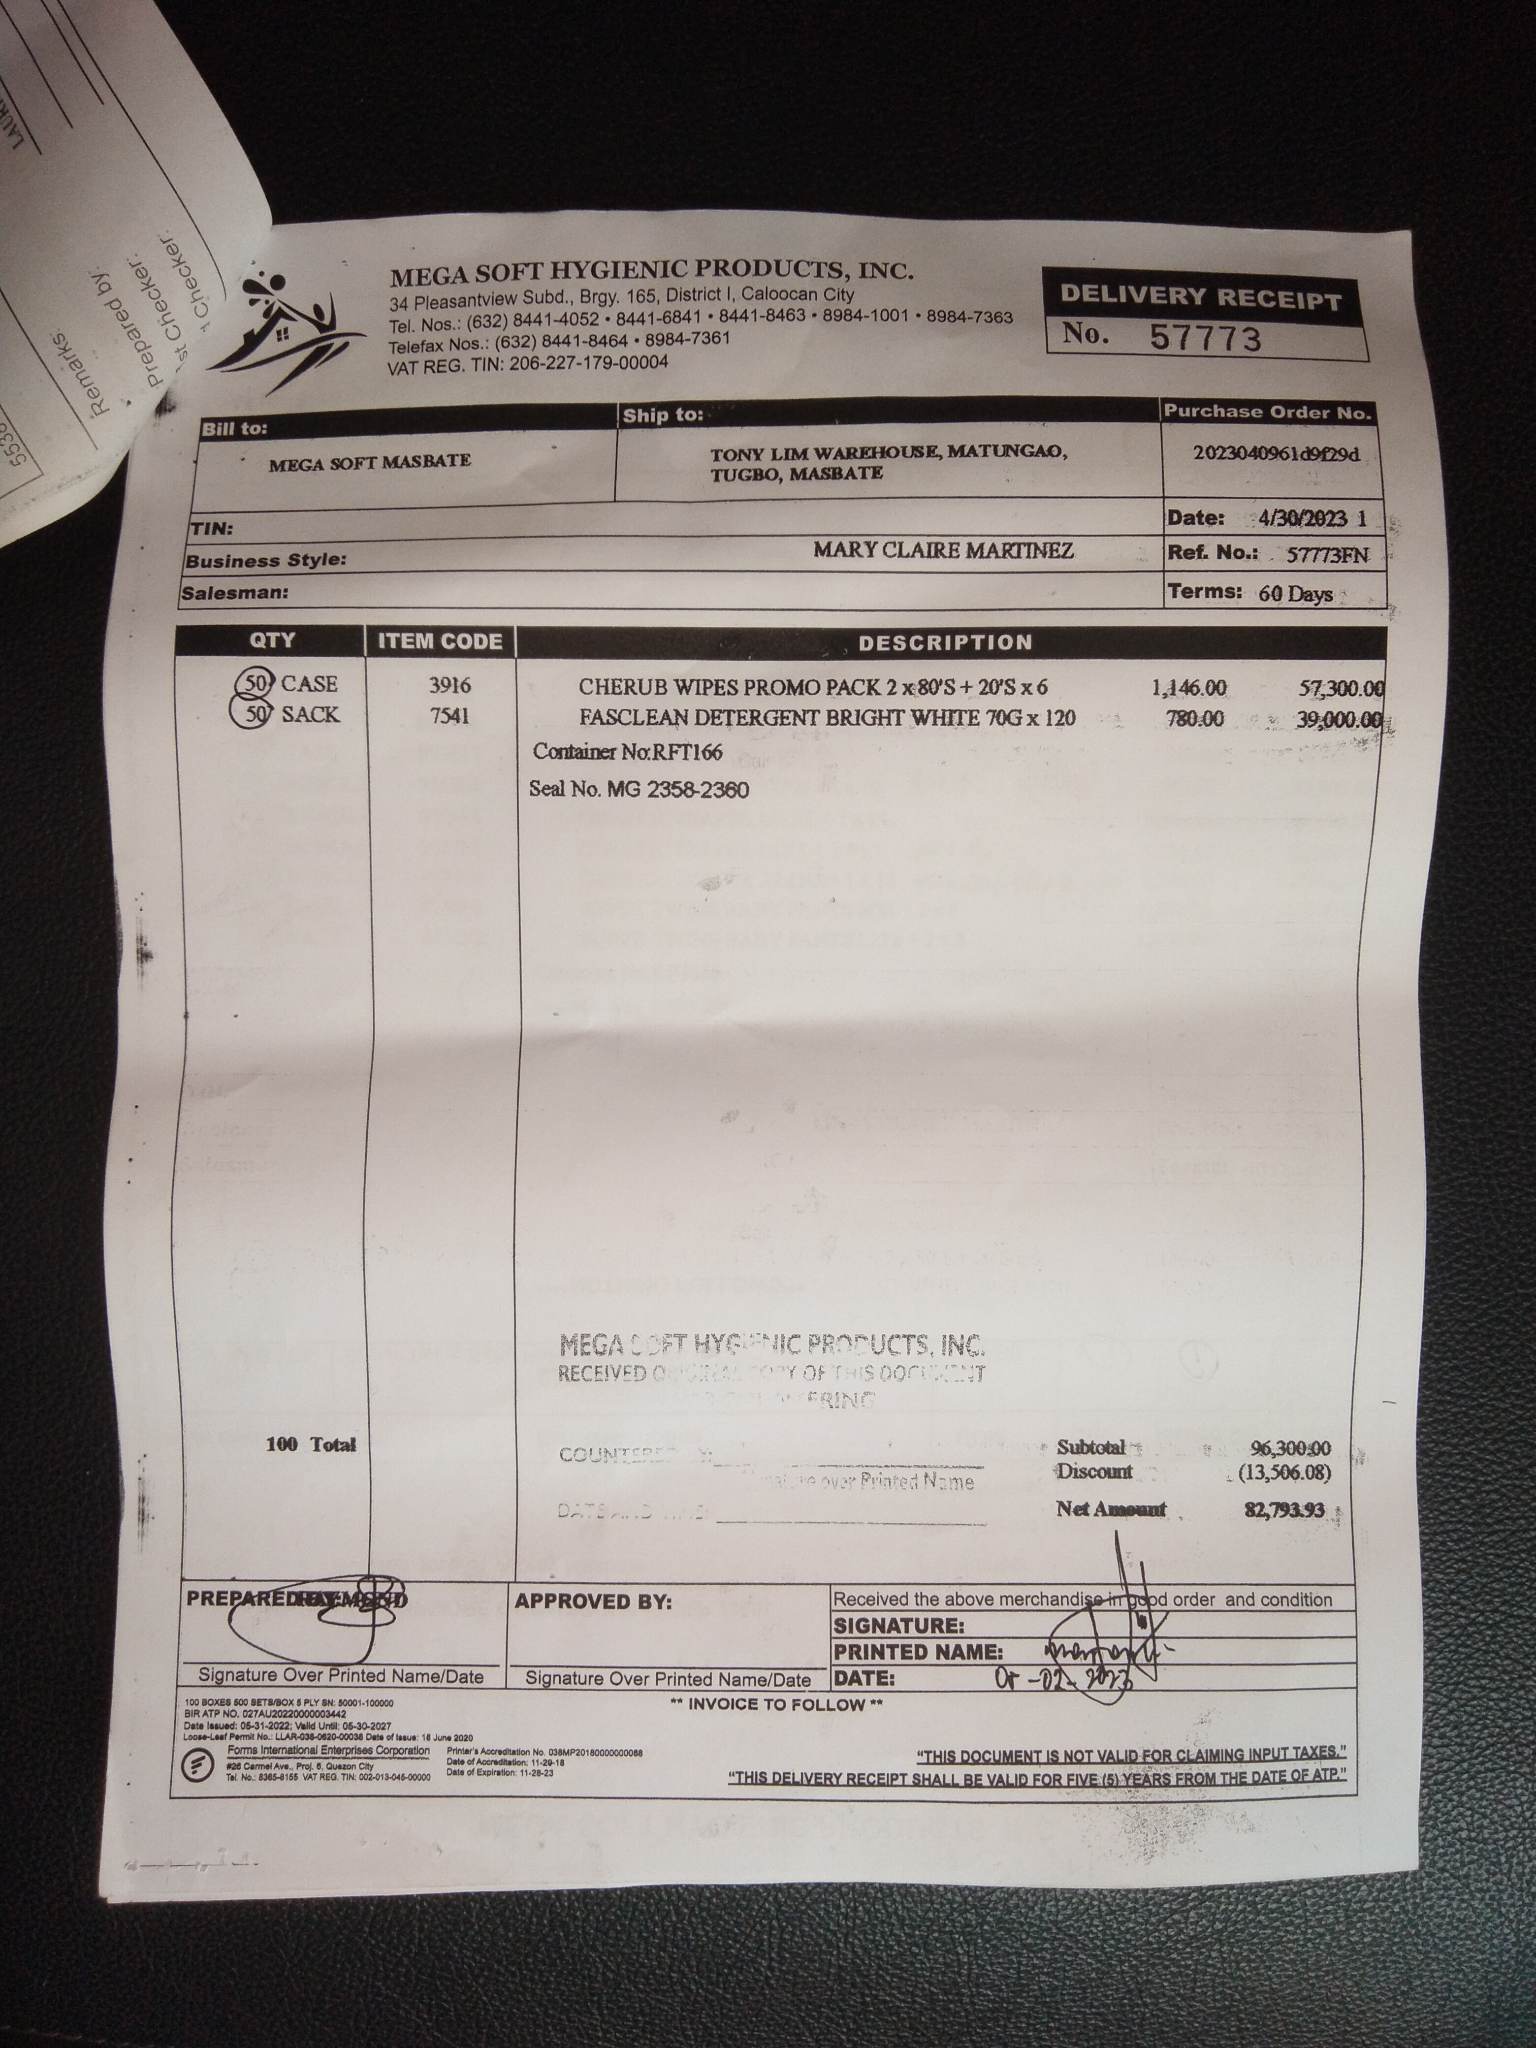 LAURI
5538
Remarks:
Prepared by:
1st Checker:
Checker:
MEGA SOFT HYGIENIC PRODUCTS, INC.
34 Pleasantview Subd., Brgy. 165, District I, Caloocan City
Tel. Nos.: (632) 8441-4052 • 8441-6841 • 8441-8463 • 8984-1001 • 8984-7363
Telefax Nos.: (632) 8441-8464 • 8984-7361
VAT REG. TIN: 206-227-179-00004
DELIVERY RECEIPT
No. 57773
Bill to: Ship to: Purchase Order No.
MEGA SOFT MASBATE TONY LIM WAREHOUSE, MATUNGAO, 2023040961d9f29d
TUGBO, MASBATE
TIN: Date: 4/30/2023 1
Business Style: MARY CLAIRE MARTINEZ Ref. No.: 57773FN
Salesman: Terms: 60 Days
QTY ITEM CODE DESCRIPTION
50 CASE 3916 CHERUB WIPES PROMO PACK 2 x 80'S + 20'S x 6 1,146.00 57,300.00
50 SACK 7541 FASCLEAN DETERGENT BRIGHT WHITE 70G x 120 780.00 39,000.00
Container No:RFT166
Seal No. MG 2358-2360
MEGA SOFT HYGIENIC PRODUCTS, INC.
RECEIVED ORIGINAL COPY OF THIS DOCUMENT
100 Total Subtotal 96,300.00
Discount (13,506.08)
over Printed Name
Net Amount 82,793.93
PREPARED BY: RAYMOND APPROVED BY: Received the above merchandise in good order and condition
SIGNATURE:
PRINTED NAME:
Signature Over Printed Name/Date Signature Over Printed Name/Date DATE: 05-02-2023
100 BOXES 500 SETS/BOX 5 PLY SN: 50001-100000 ** INVOICE TO FOLLOW **
BIR ATP NO. 027AU20220000003442
Date Issued: 05-31-2022; Valid Until: 05-30-2027
Loose-Leaf Permit No.: LLAR-038-0620-00036 Date of Issue: 16 June 2020
Forms International Enterprises Corporation Printer's Accreditation No. 038MP20180000000088
#26 Carmel Ave., Proj. 6, Quezon City Date of Accreditation: 11-29-18
Tel. No.: 8365-8155 VAT REG. TIN: 002-013-045-00000 Date of Expiration: 11-28-23
"THIS DOCUMENT IS NOT VALID FOR CLAIMING INPUT TAXES."
"THIS DELIVERY RECEIPT SHALL BE VALID FOR FIVE (5) YEARS FROM THE DATE OF ATP."